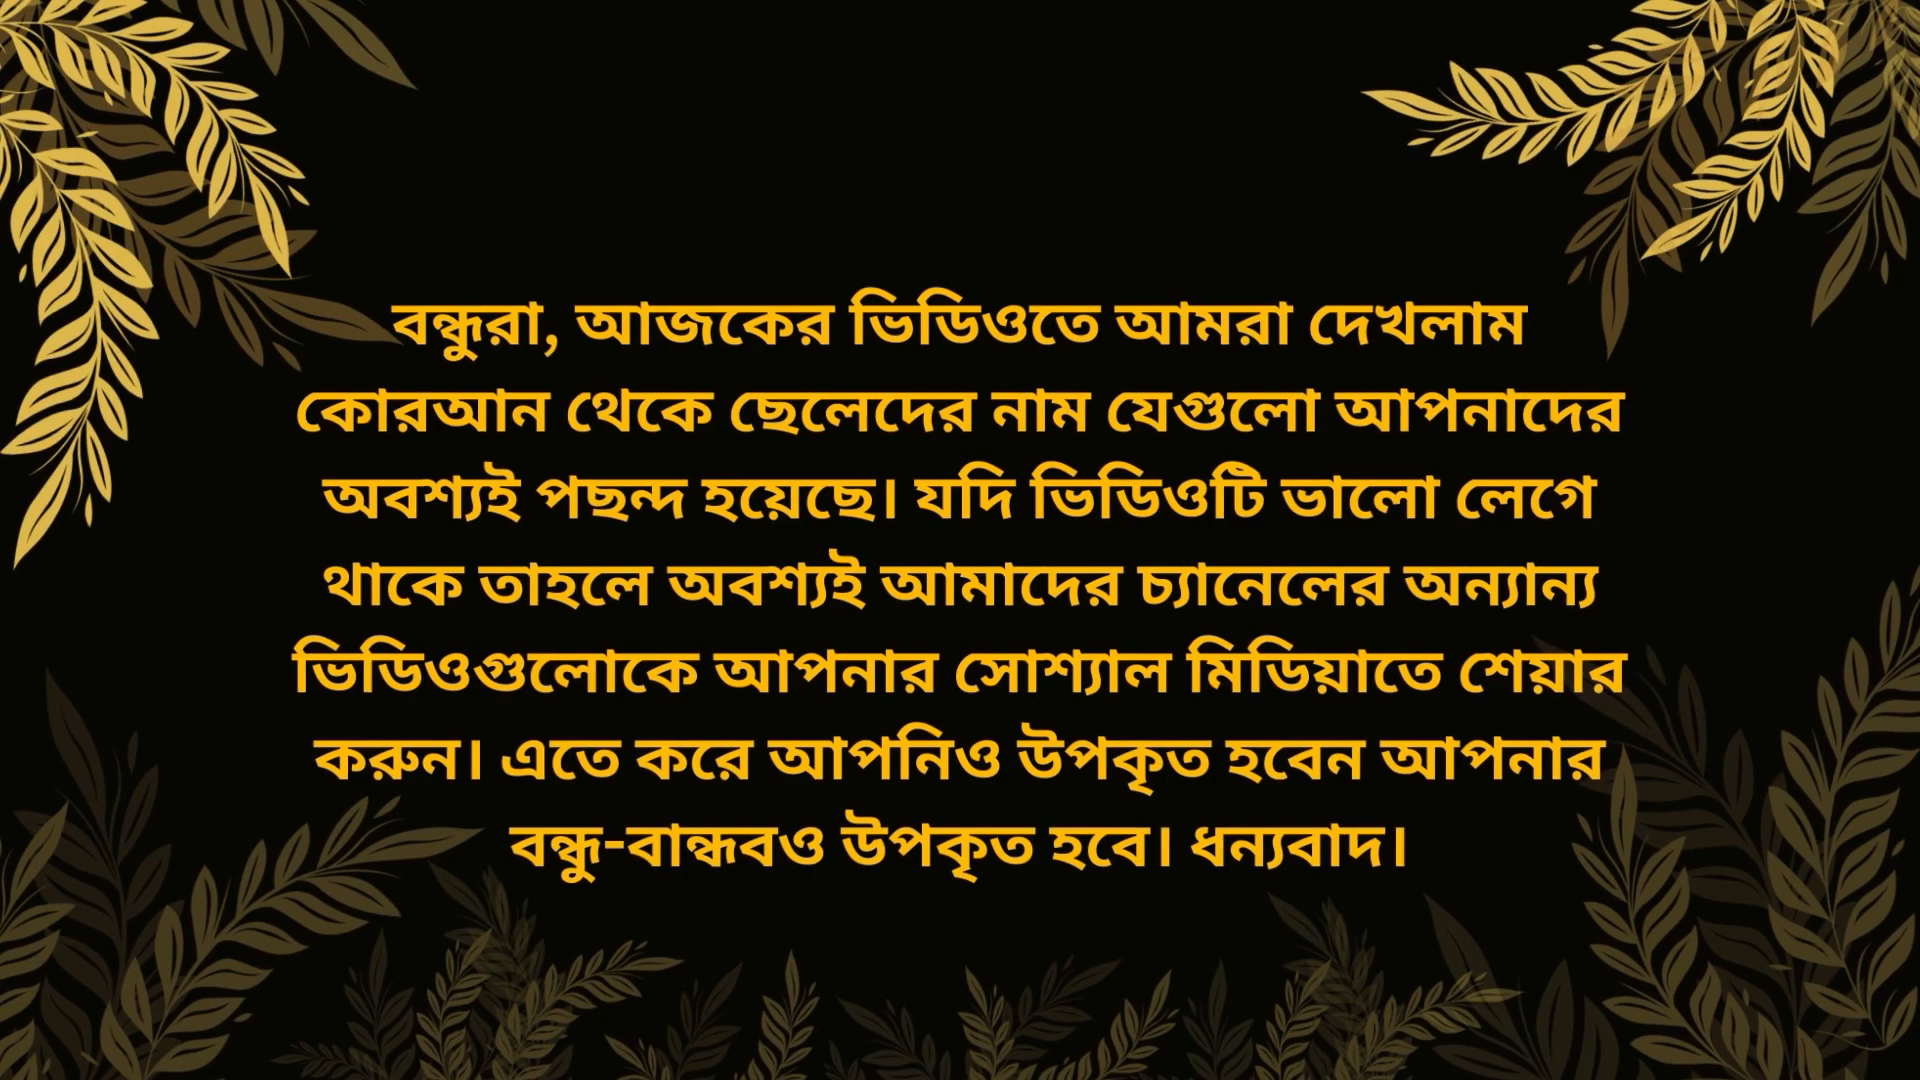 বন্ধুরা, আজকের ভিডিওতে আমরা দেখলাম
কোরআন থেকে ছেলেদের নাম যেগুলো আপনাদের
অবশ্যই পছন্দ হয়েছে। যদি ভিডিওটি ভালো লেগে
থাকে তাহলে অবশ্যই আমাদের চ্যানেলের অন্যান্য
ভিডিওগুলোকে আপনার সোশ্যাল মিডিয়াতে শেয়ার
করুন। এতে করে আপনিও উপকৃত হবেন আপনার
বন্ধু-বান্ধবও উপকৃত হবে। ধন্যবাদ।